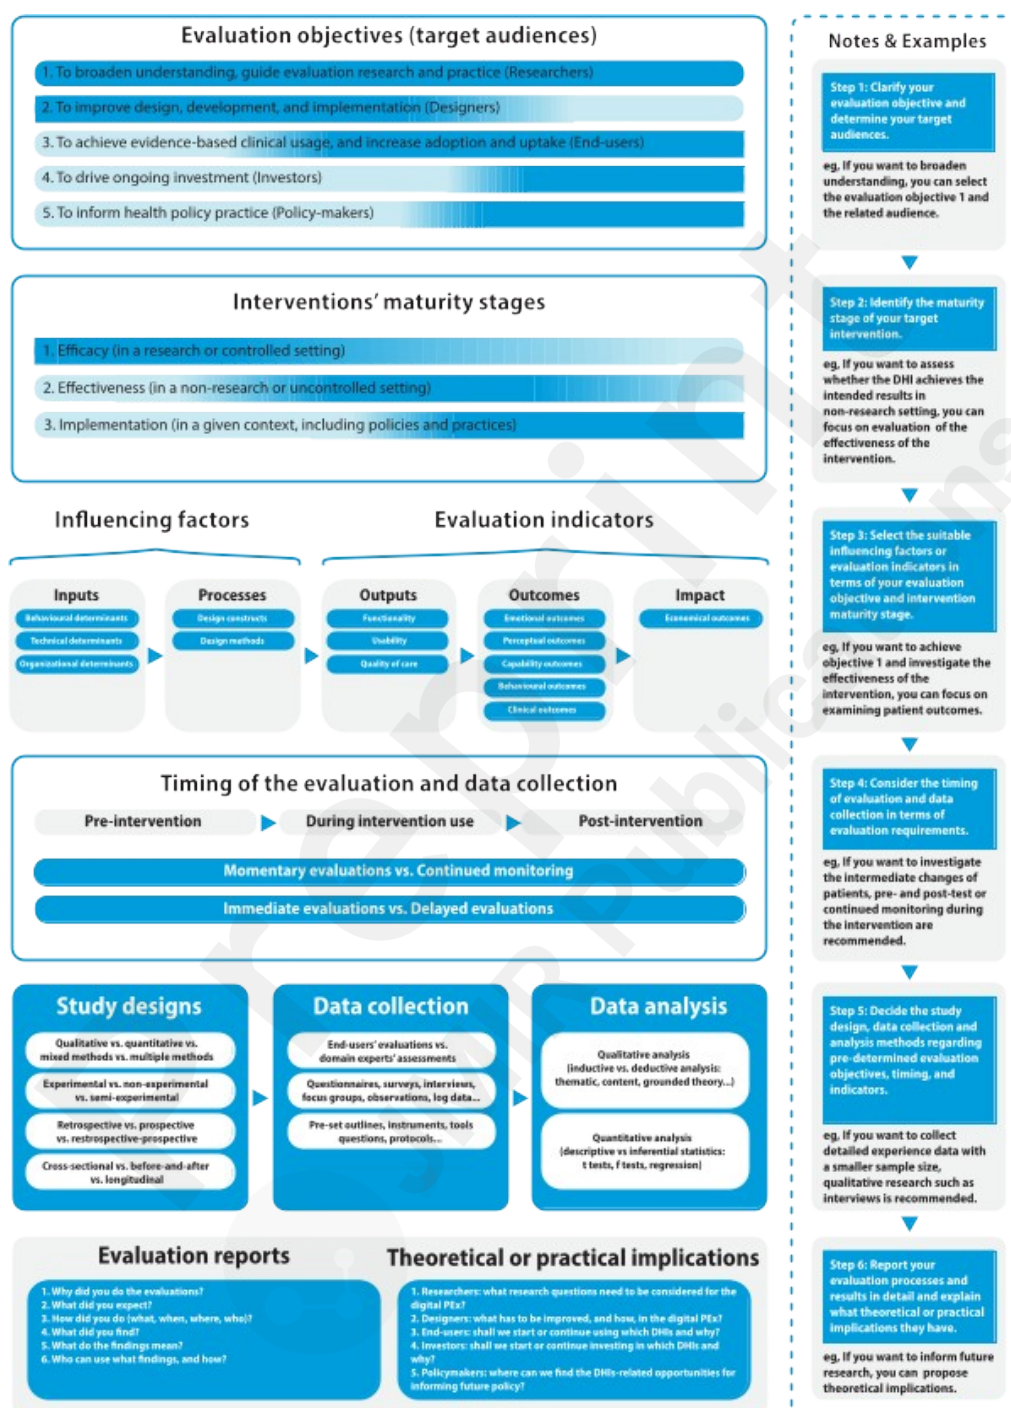 Evaluation objectives (target audiences)
1. To broaden understanding, guide evaluation research and practice (Researchers)
2. To improve design, development, and implementation (Designers)
3. To achieve evidence-based clinical usage, and increase adoption and uptake (End-users)
4. To drive ongoing investment (Investors)
5. To inform health policy practice (Policy-makers)
Interventions' maturity stages
1. Efficacy (in a research or controlled setting)
2. Effectiveness (in a non-research or uncontrolled setting)
3. Implementation (in a given context, including policies and practices)
Influencing factors
Evaluation indicators
Inputs
Behavioural determinants
Technical determinants
Organizational determinants
Processes
Design constructs
Design methods
Outputs
Functionality
Usability
Quality of care
Outcomes
Emotional outcomes
Perceptual outcomes
Capability outcomes
Behavioural outcomes
Clinical outcomes
Impact
Economical outcomes
Timing of the evaluation and data collection
Pre-intervention
During intervention use
Post-intervention
Momentary evaluations vs. Continued monitoring
Immediate evaluations vs. Delayed evaluations
Study designs
Qualitative vs. quantitative vs.
mixed methods vs. multiple methods
Experimental vs. non-experimental
vs. semi-experimental
Retrospective vs. prospective
vs. restrospective-prospective
Cross-sectional vs. before-and-after
vs. longitudinal
Data collection
End-users' evaluations vs.
domain experts' assessments
Questionnaires, surveys, interviews,
focus groups, observations, log data...
Pre-set outlines, instruments, tools
questions, protocols...
Data analysis
Qualitative analysis
(inductive vs. deductive analysis:
thematic, content, grounded theory...)
Quantitative analysis
(descriptive vs inferential statistics:
t tests, f tests, regression)
Evaluation reports
1. Why did you do the evaluations?
2. What did you expect?
3. How did you do (what, when, where, who)?
4. What did you find?
5. What do the findings mean?
6. Who can use what findings, and how?
Theoretical or practical implications
1. Researchers: what research questions need to be considered for the
digital PEx?
2. Designers: what has to be improved, and how, in the digital PEx?
3. End-users: shall we start or continue using which DHIs and why?
4. Investors: shall we start or continue investing in which DHIs and
why?
5. Policymakers: where can we find the DHIs-related opportunities for
informing future policy?
Notes & Examples
Step 1: Clarify your
evaluation objective and
determine your target
audiences.
eg, If you want to broaden
understanding, you can select
the evaluation objective 1 and
the related audience.
Step 2: Identify the maturity
stage of your target
intervention.
eg, If you want to assess
whether the DHI achieves the
intended results in
non-research setting, you can
focus on evaluation of the
effectiveness of the
intervention.
Step 3: Select the suitable
influencing factors or
evaluation indicators in
terms of your evaluation
objective and intervention
maturity stage.
eg, If you want to achieve
objective 1 and investigate the
effectiveness of the
intervention, you can focus on
examining patient outcomes.
Step 4: Consider the timing
of evaluation and data
collection in terms of
evaluation requirements.
eg, If you want to investigate
the intermediate changes of
patients, pre- and post-test or
continued monitoring during
the intervention are
recommended.
Step 5: Decide the study
design, data collection and
analysis methods regarding
pre-determined evaluation
objectives, timing, and
indicators.
eg, If you want to collect
detailed experience data with
a smaller sample size,
qualitative research such as
interviews is recommended.
Step 6: Report your
evaluation processes and
results in detail and explain
what theoretical or practical
implications they have.
eg, If you want to inform future
research, you can propose
theoretical implications.
Preprint
JMIR Publications